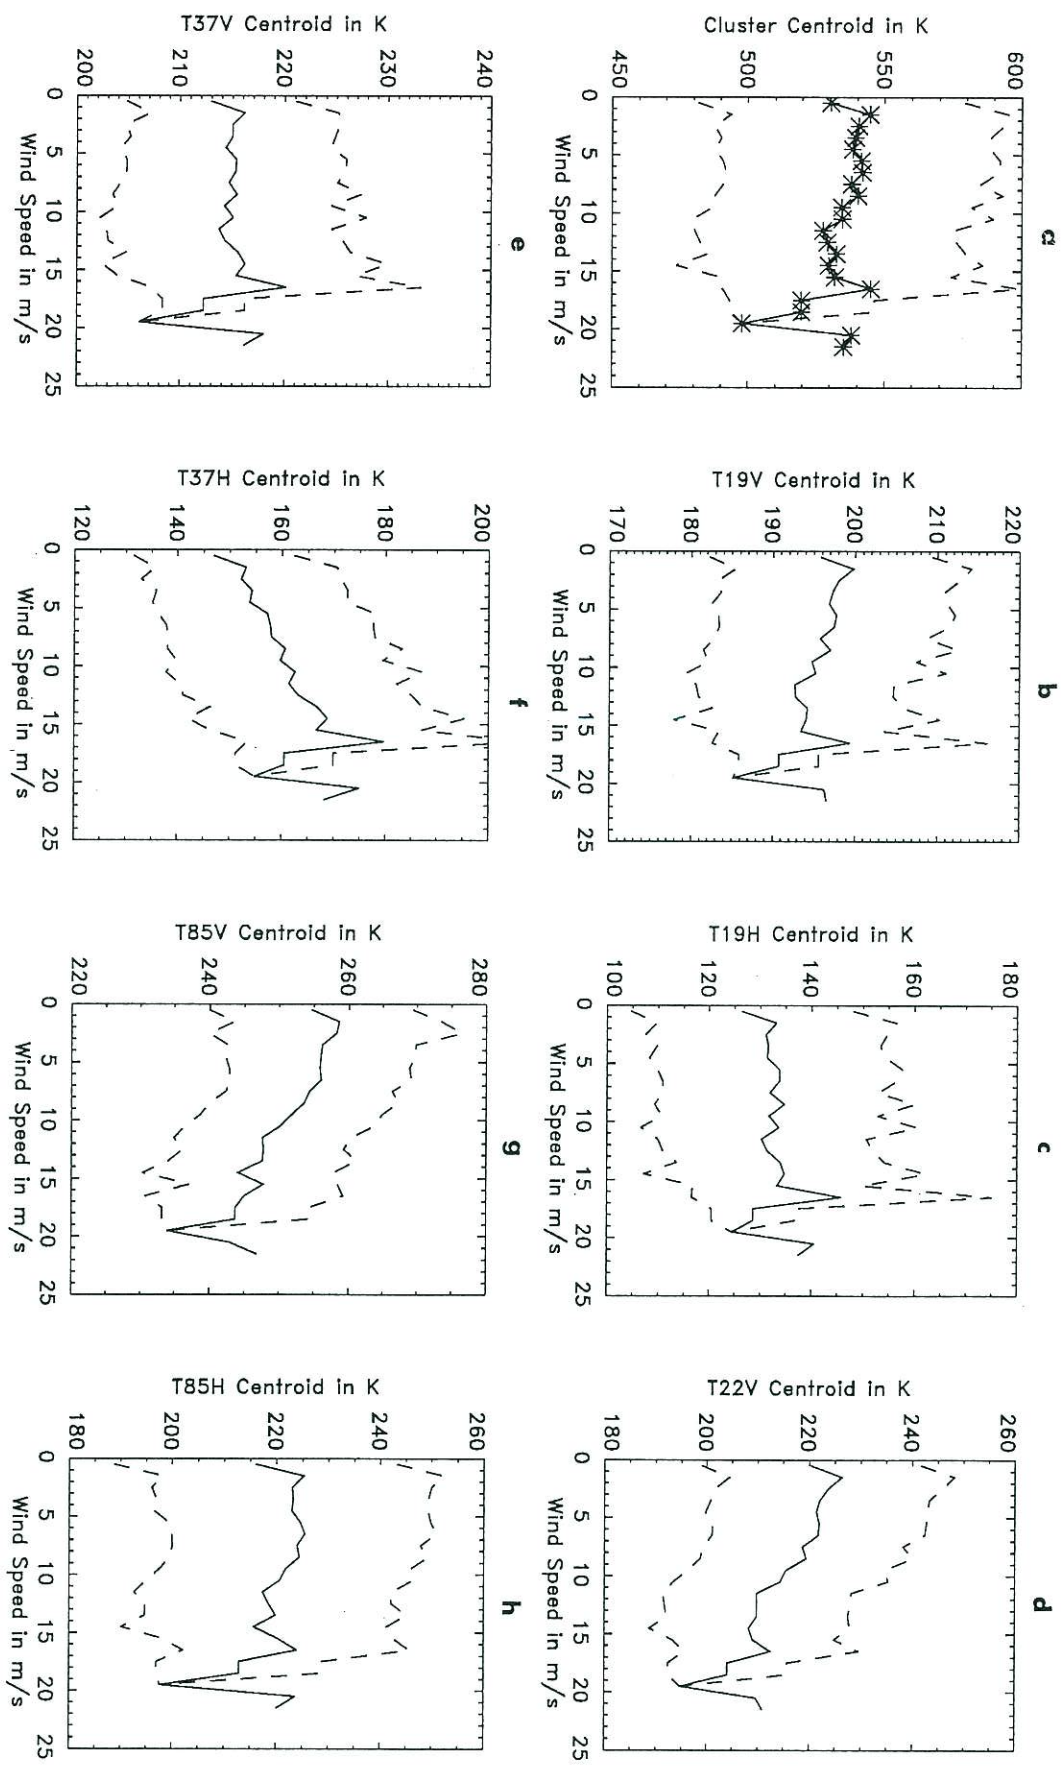 a
Cluster Centroid in K
600
550
500
450
0 5 10 15 20 25
Wind Speed in m/s
b
T19V Centroid in K
220
210
200
190
180
170
0 5 10 15 20 25
Wind Speed in m/s
c
T19H Centroid in K
180
160
140
120
100
0 5 10 15 20 25
Wind Speed in m/s
d
T22V Centroid in K
260
240
220
200
180
0 5 10 15 20 25
Wind Speed in m/s
e
T37V Centroid in K
240
230
220
210
200
0 5 10 15 20 25
Wind Speed in m/s
f
T37H Centroid in K
200
180
160
140
120
0 5 10 15 20 25
Wind Speed in m/s
g
T85V Centroid in K
280
260
240
220
0 5 10 15 20 25
Wind Speed in m/s
h
T85H Centroid in K
260
240
220
200
180
0 5 10 15 20 25
Wind Speed in m/s